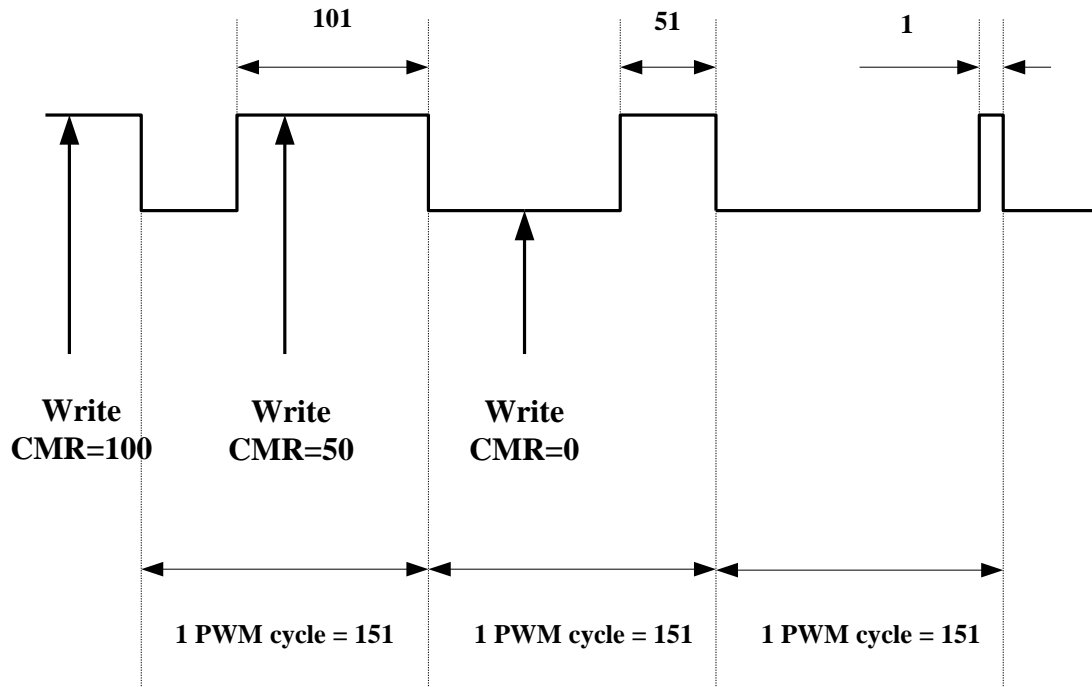 101
51
1
Write
CMR=100
Write
CMR=50
Write
CMR=0
1 PWM cycle = 151
1 PWM cycle = 151
1 PWM cycle = 151